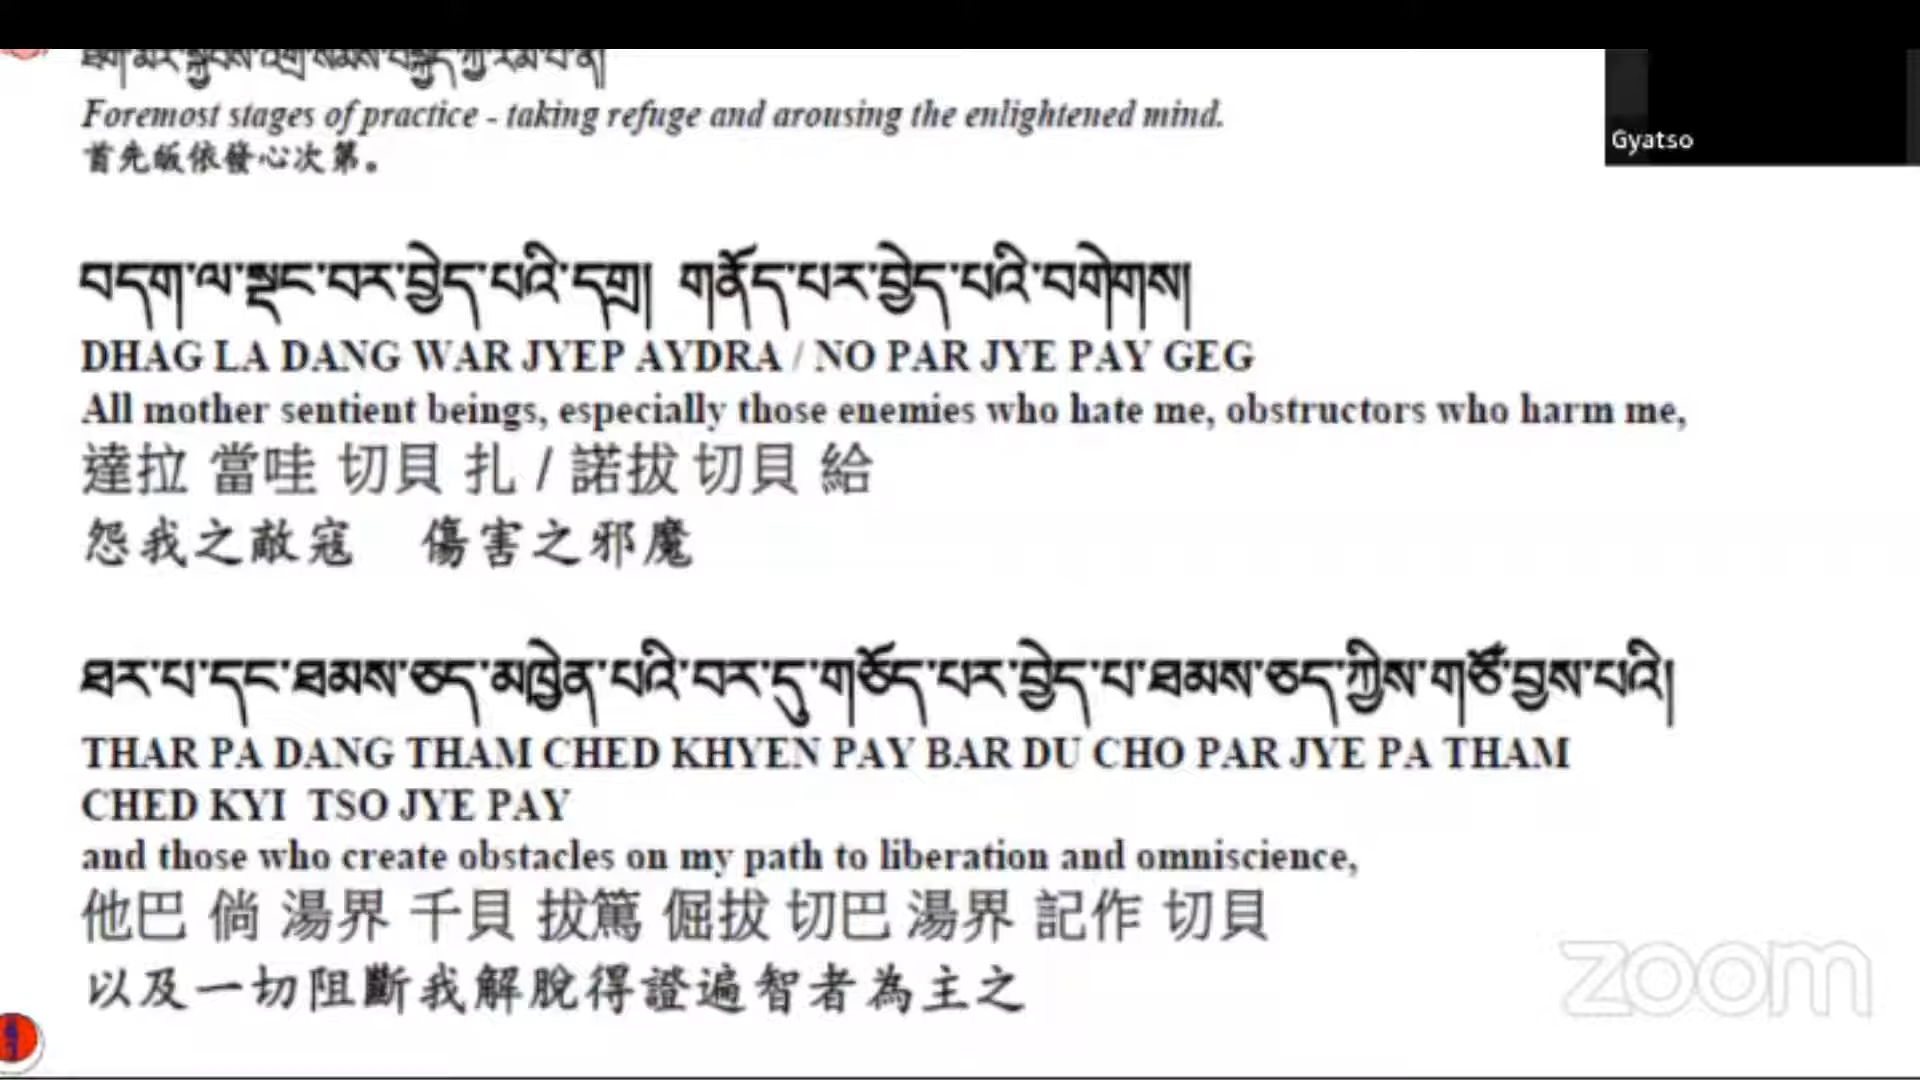 ཐོག་མར་སྐྱབས་འགྲོ་སེམས་བསྐྱེད་ཀྱི་རིམ་པ་ནི།
Foremost stages of practice - taking refuge and arousing the enlightened mind.
首先皈依發心次第。
Gyatso
བདག་ལ་སྡང་བར་བྱེད་པའི་དགྲ། གནོད་པར་བྱེད་པའི་བགེགས།
DHAG LA DANG WAR JYEP AYDRA / NO PAR JYE PAY GEG
All mother sentient beings, especially those enemies who hate me, obstructors who harm me,
達拉 當哇 切貝 扎 / 諾拔 切貝 給
怨我之敵寇 傷害之邪魔
ཐར་པ་དང་ཐམས་ཅད་མཁྱེན་པའི་བར་དུ་གཅོད་པར་བྱེད་པ་ཐམས་ཅད་ཀྱིས་གཙོ་བྱས་པའི།
THAR PA DANG THAM CHED KHYEN PAY BAR DU CHO PAR JYE PA THAM
CHED KYI TSO JYE PAY
and those who create obstacles on my path to liberation and omniscience,
他巴 倘 湯界 千貝 拔篤 倔拔 切巴 湯界 記作 切貝
以及一切阻斷我解脫得證遍智者為主之
zoom